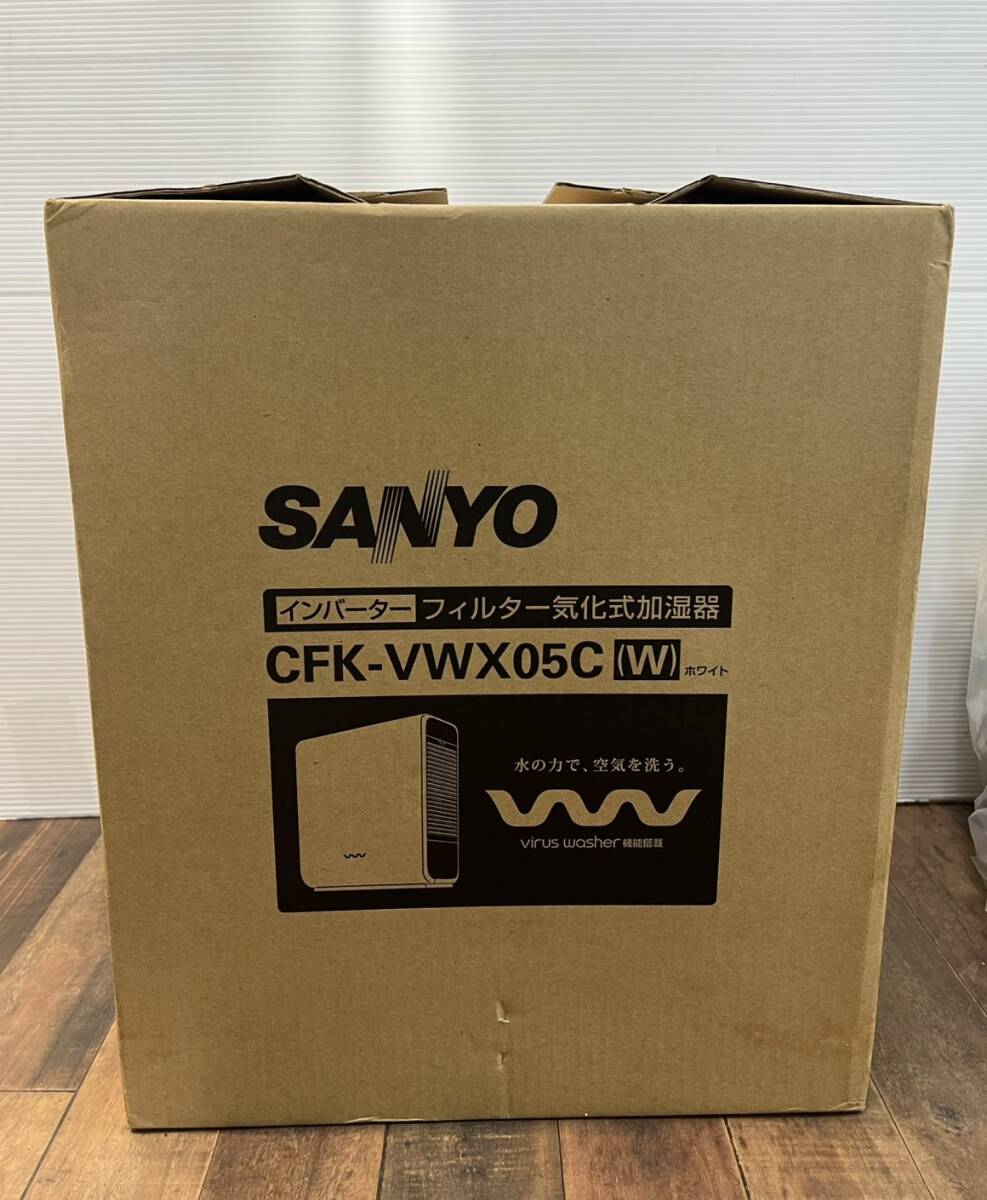 SANYO
インバーター フィルター気化式加湿器
CFK-VWX05C (W) ホワイト
水の力で、空気を洗う。
virus washer 機能搭載